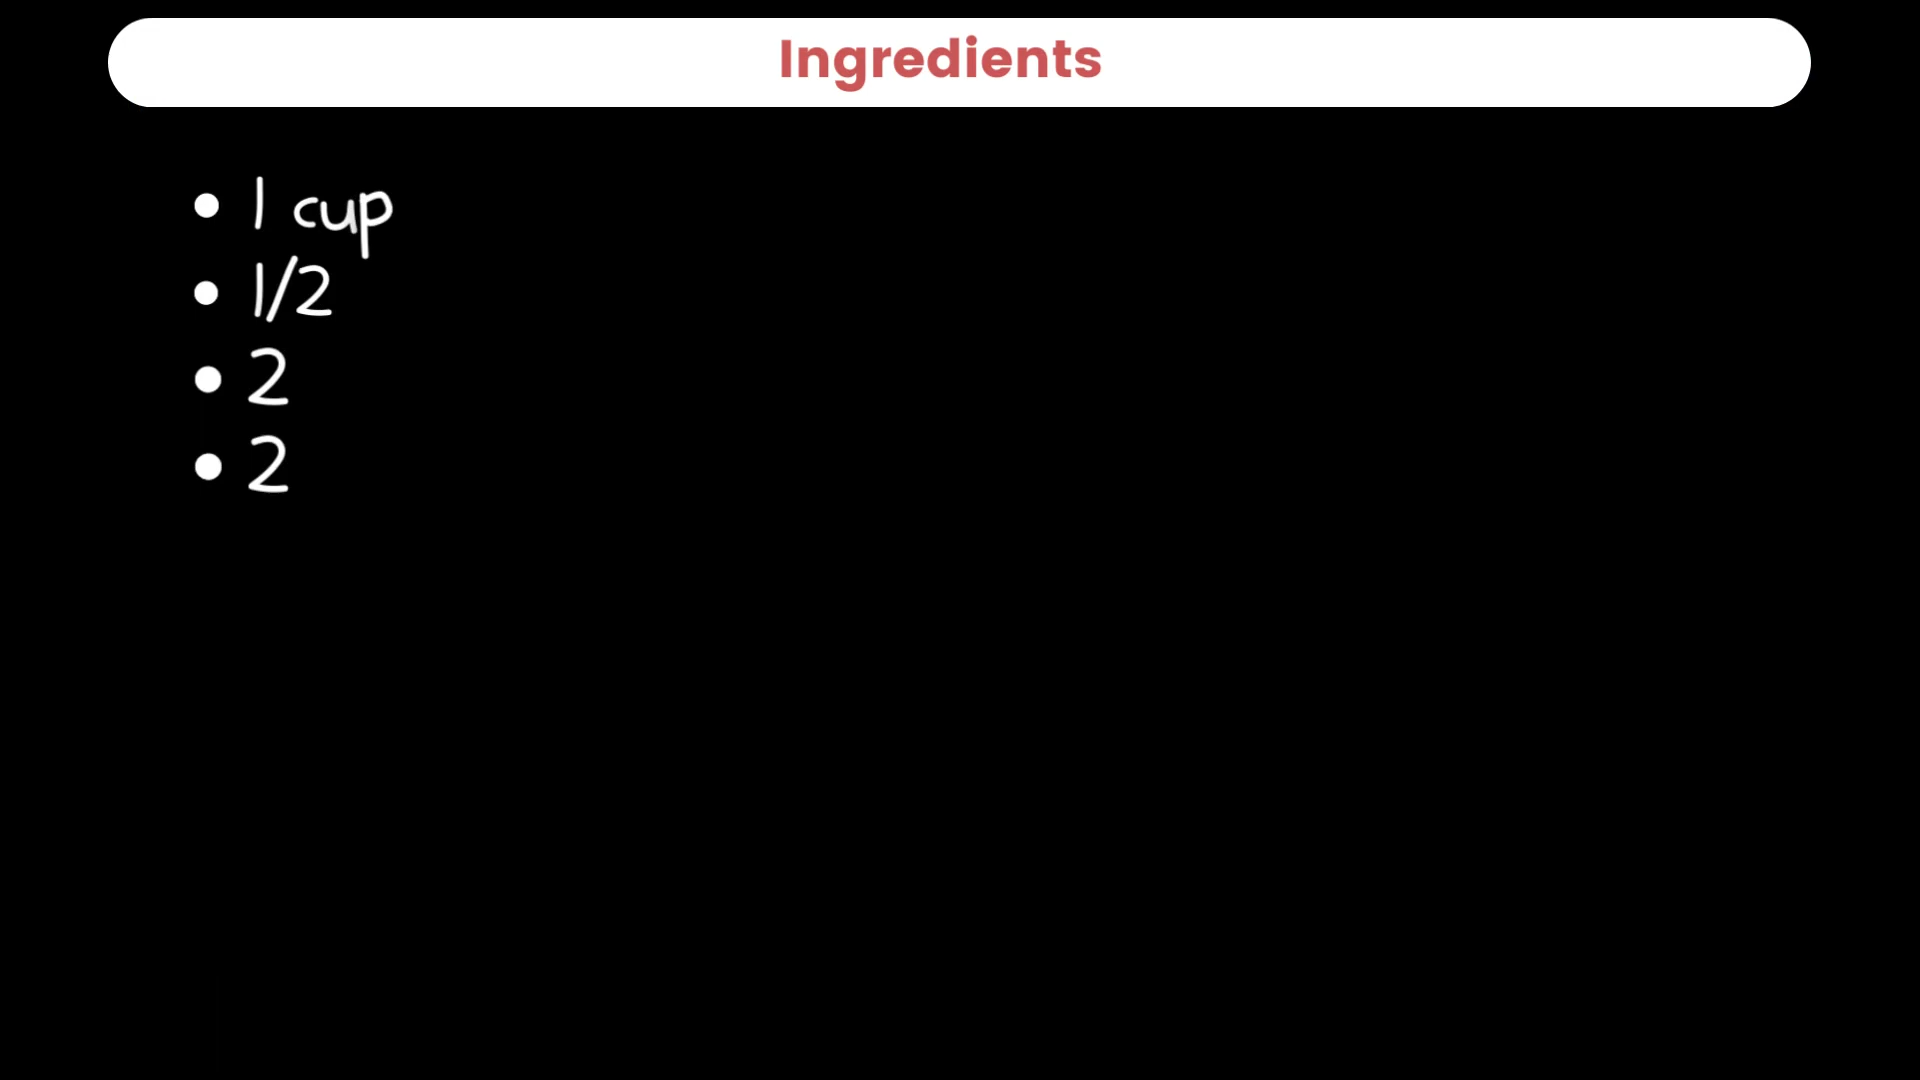 Ingredients
• 1 cup
• 1/2
• 2
• 2